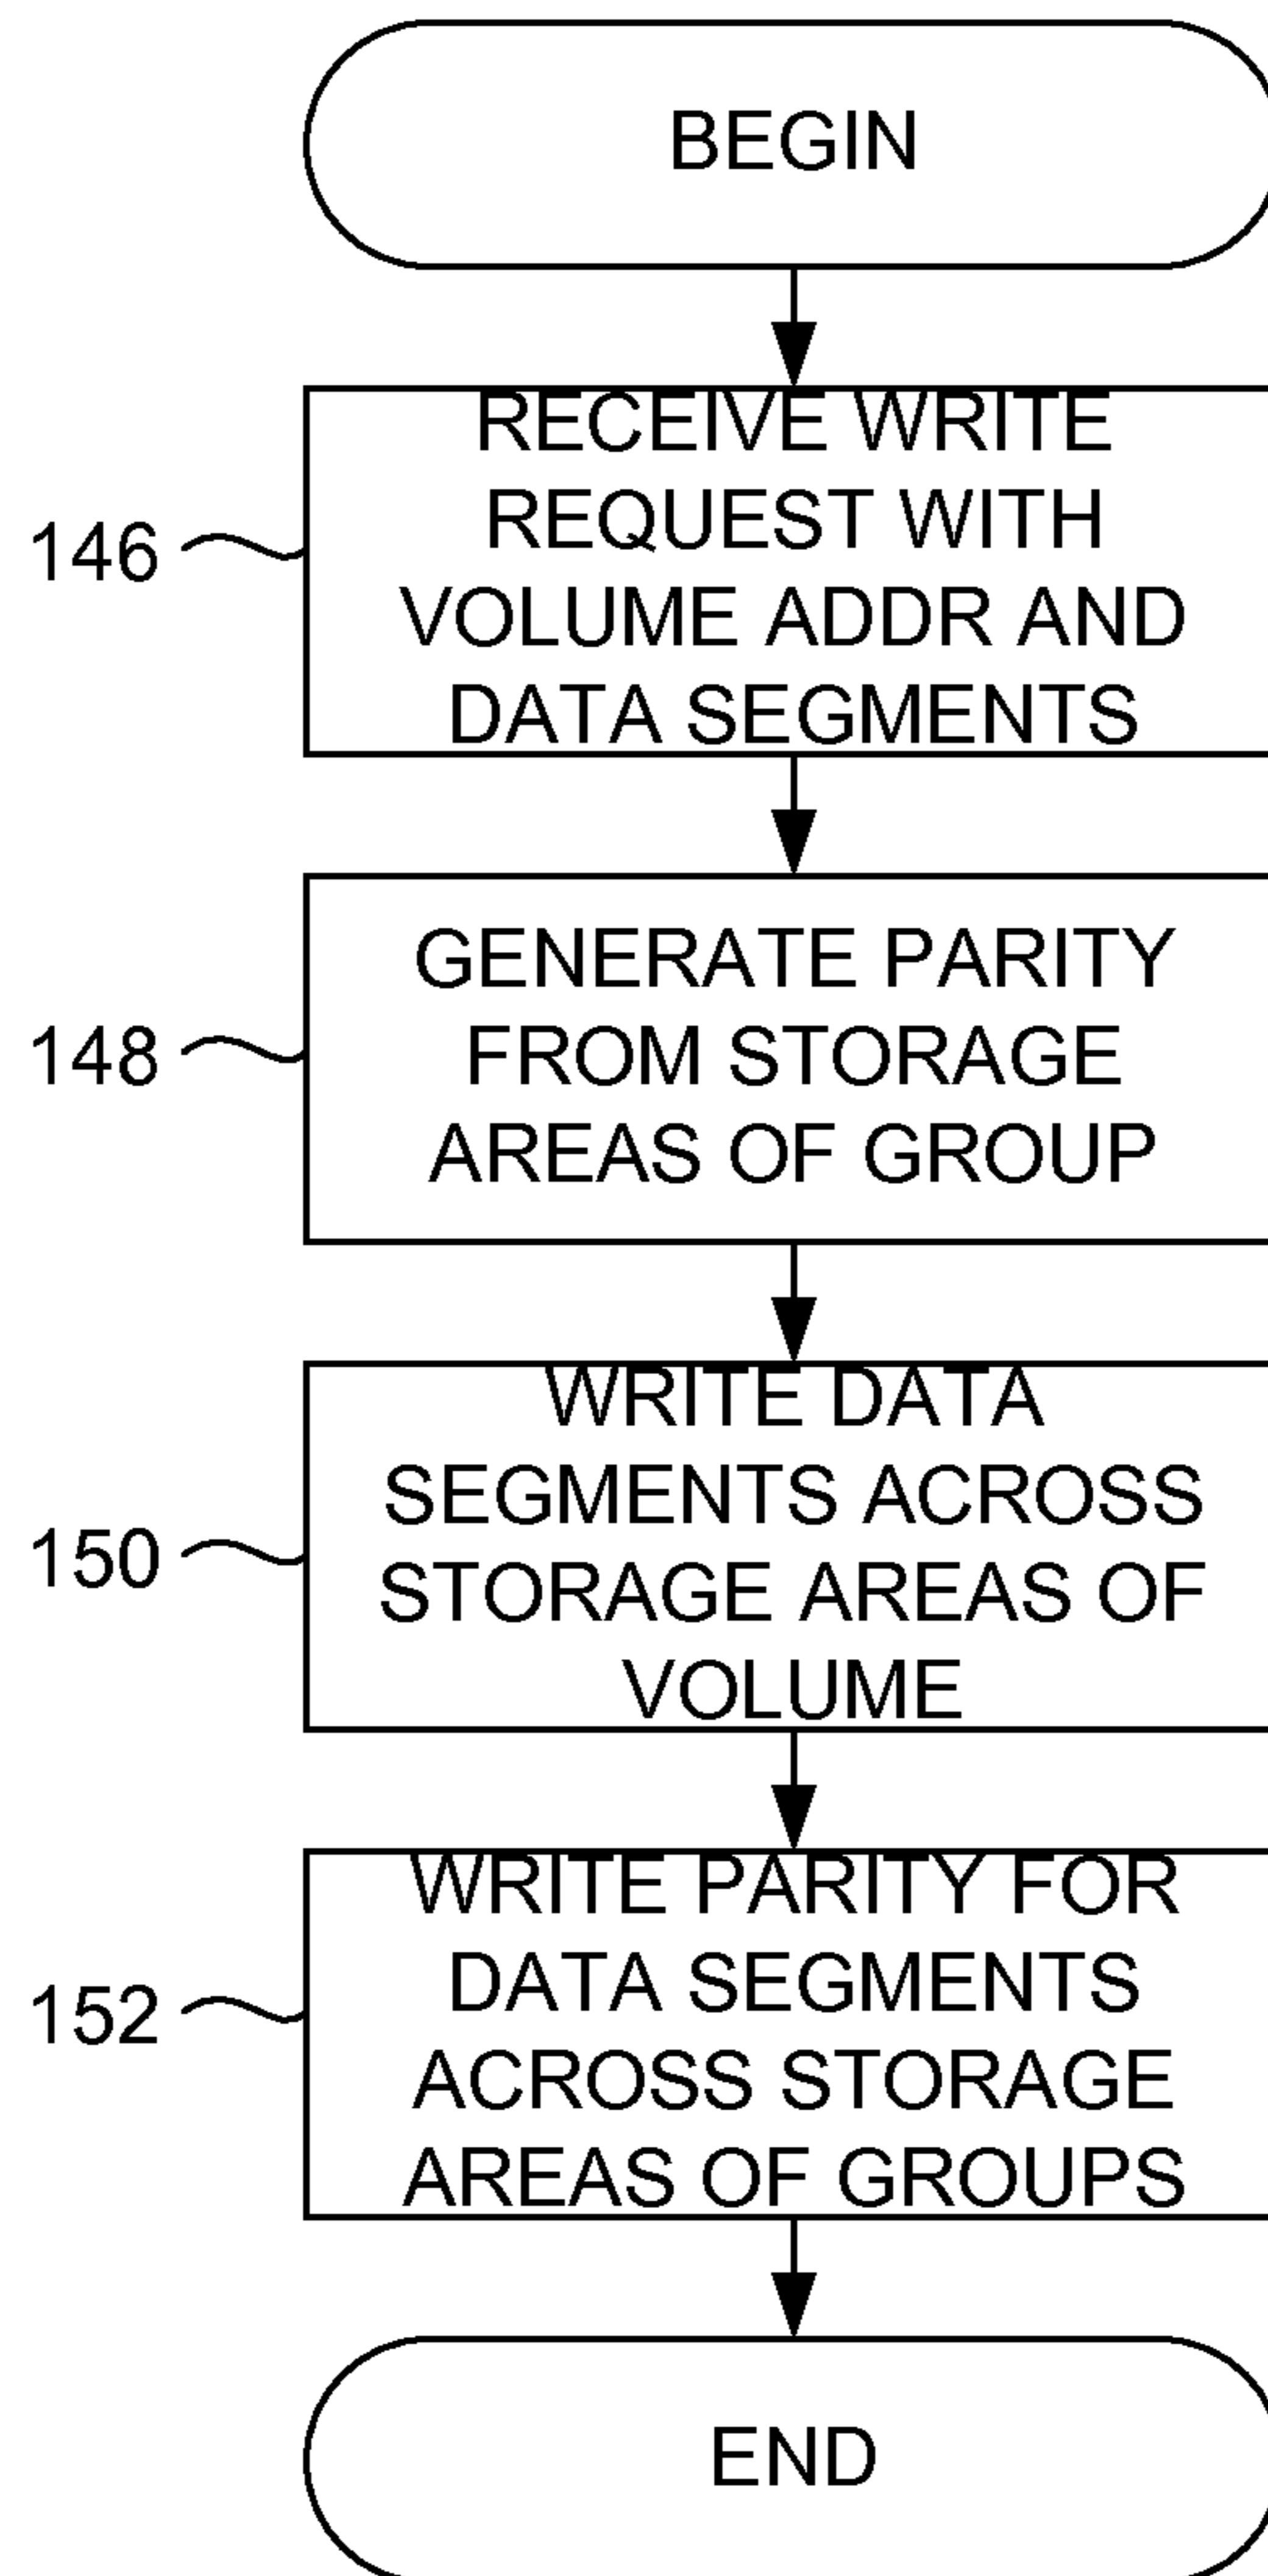 BEGIN
RECEIVE WRITE
REQUEST WITH
VOLUME ADDR AND
DATA SEGMENTS
146
GENERATE PARITY
FROM STORAGE
AREAS OF GROUP
148
WRITE DATA
SEGMENTS ACROSS
STORAGE AREAS OF
VOLUME
150
WRITE PARITY FOR
DATA SEGMENTS
ACROSS STORAGE
AREAS OF GROUPS
152
END